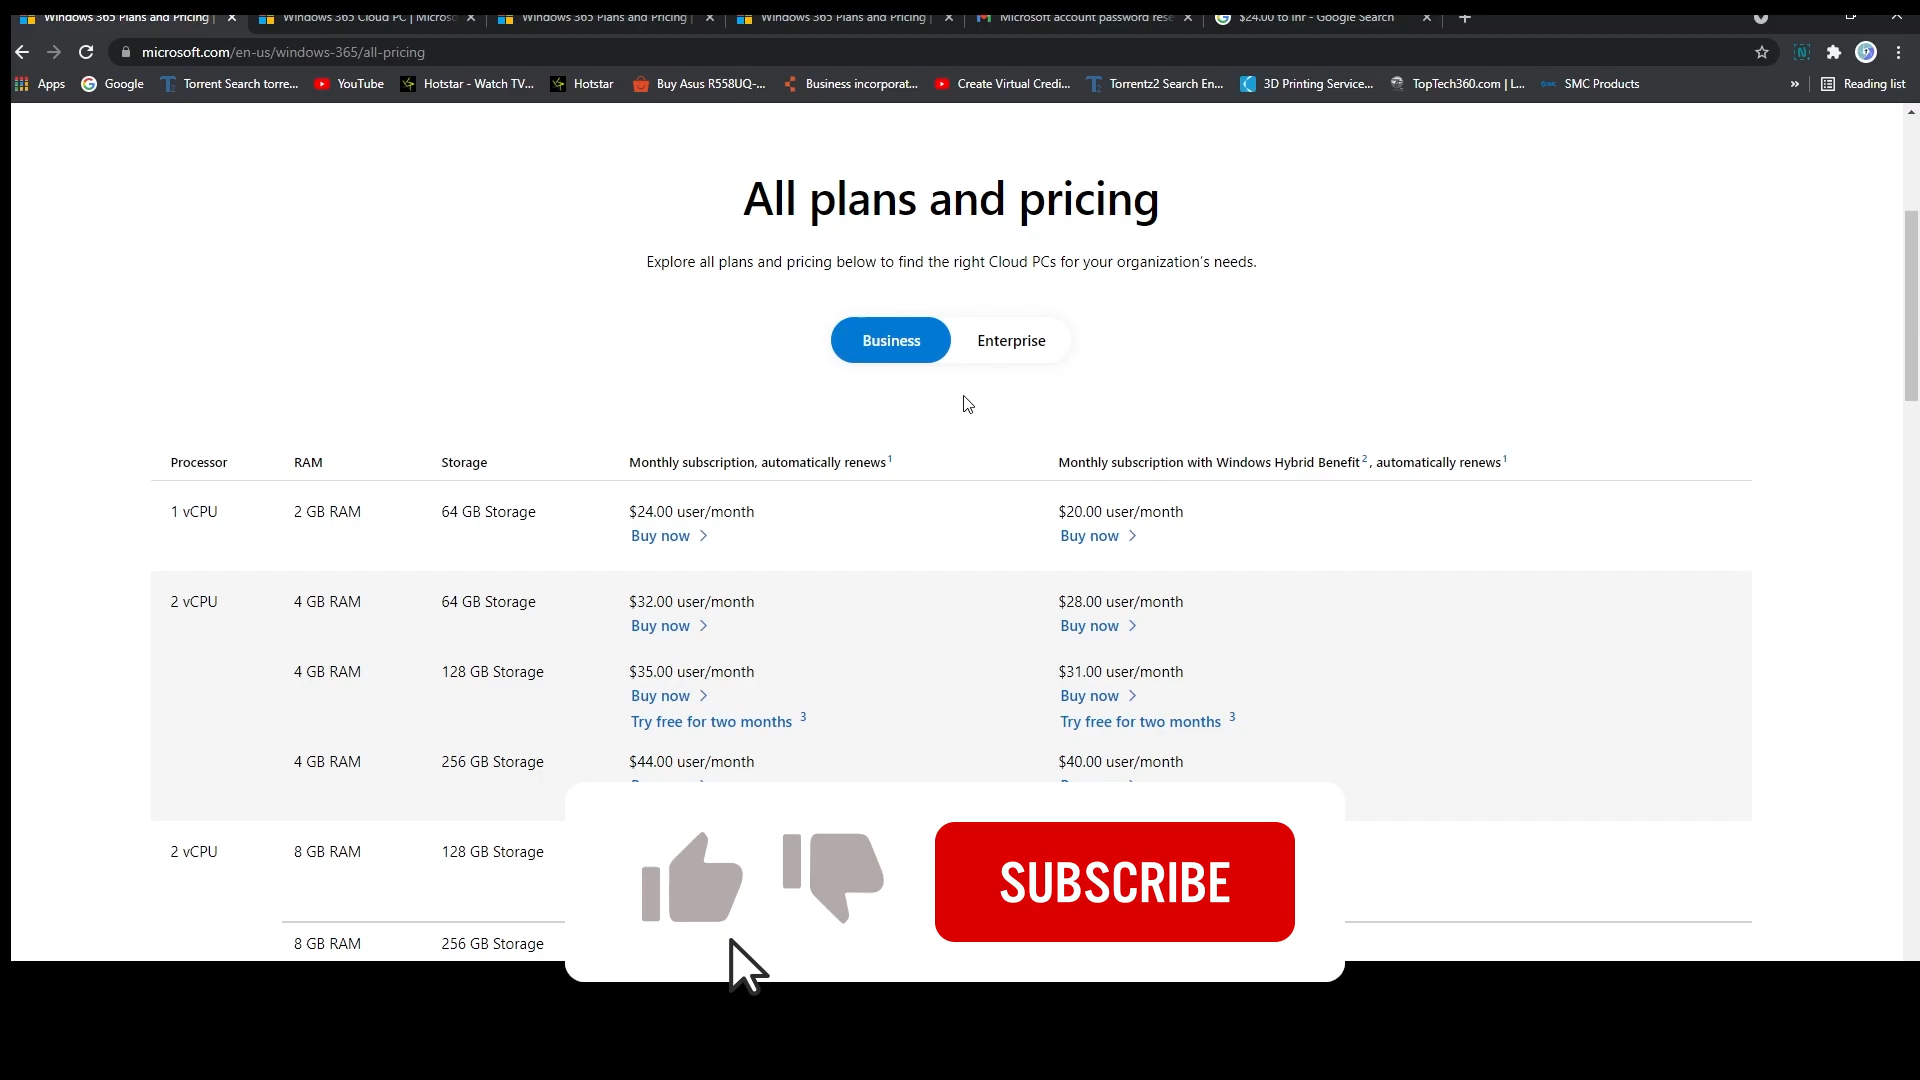 Windows 365 Plans and Pricing | Windows 365 Cloud PC | Microso Windows 365 Plans and Pricing | Windows 365 Plans and Pricing | Microsoft account password rese $24.00 to inr - Google Search
microsoft.com/en-us/windows-365/all-pricing
Apps Google Torrent Search torre... YouTube Hotstar - Watch TV... Hotstar Buy Asus R558UQ-... Business incorporat... Create Virtual Credi... Torrentz2 Search En... 3D Printing Service... TopTech360.com | L... SMC Products » Reading list
All plans and pricing
Explore all plans and pricing below to find the right Cloud PCs for your organization's needs.
Business Enterprise
Processor RAM Storage Monthly subscription, automatically renews1 Monthly subscription with Windows Hybrid Benefit2, automatically renews1
1 vCPU 2 GB RAM 64 GB Storage $24.00 user/month $20.00 user/month
Buy now Buy now
2 vCPU 4 GB RAM 64 GB Storage $32.00 user/month $28.00 user/month
Buy now Buy now
4 GB RAM 128 GB Storage $35.00 user/month $31.00 user/month
Buy now Buy now
Try free for two months 3 Try free for two months 3
4 GB RAM 256 GB Storage $44.00 user/month $40.00 user/month
2 vCPU 8 GB RAM 128 GB Storage
SUBSCRIBE
8 GB RAM 256 GB Storage